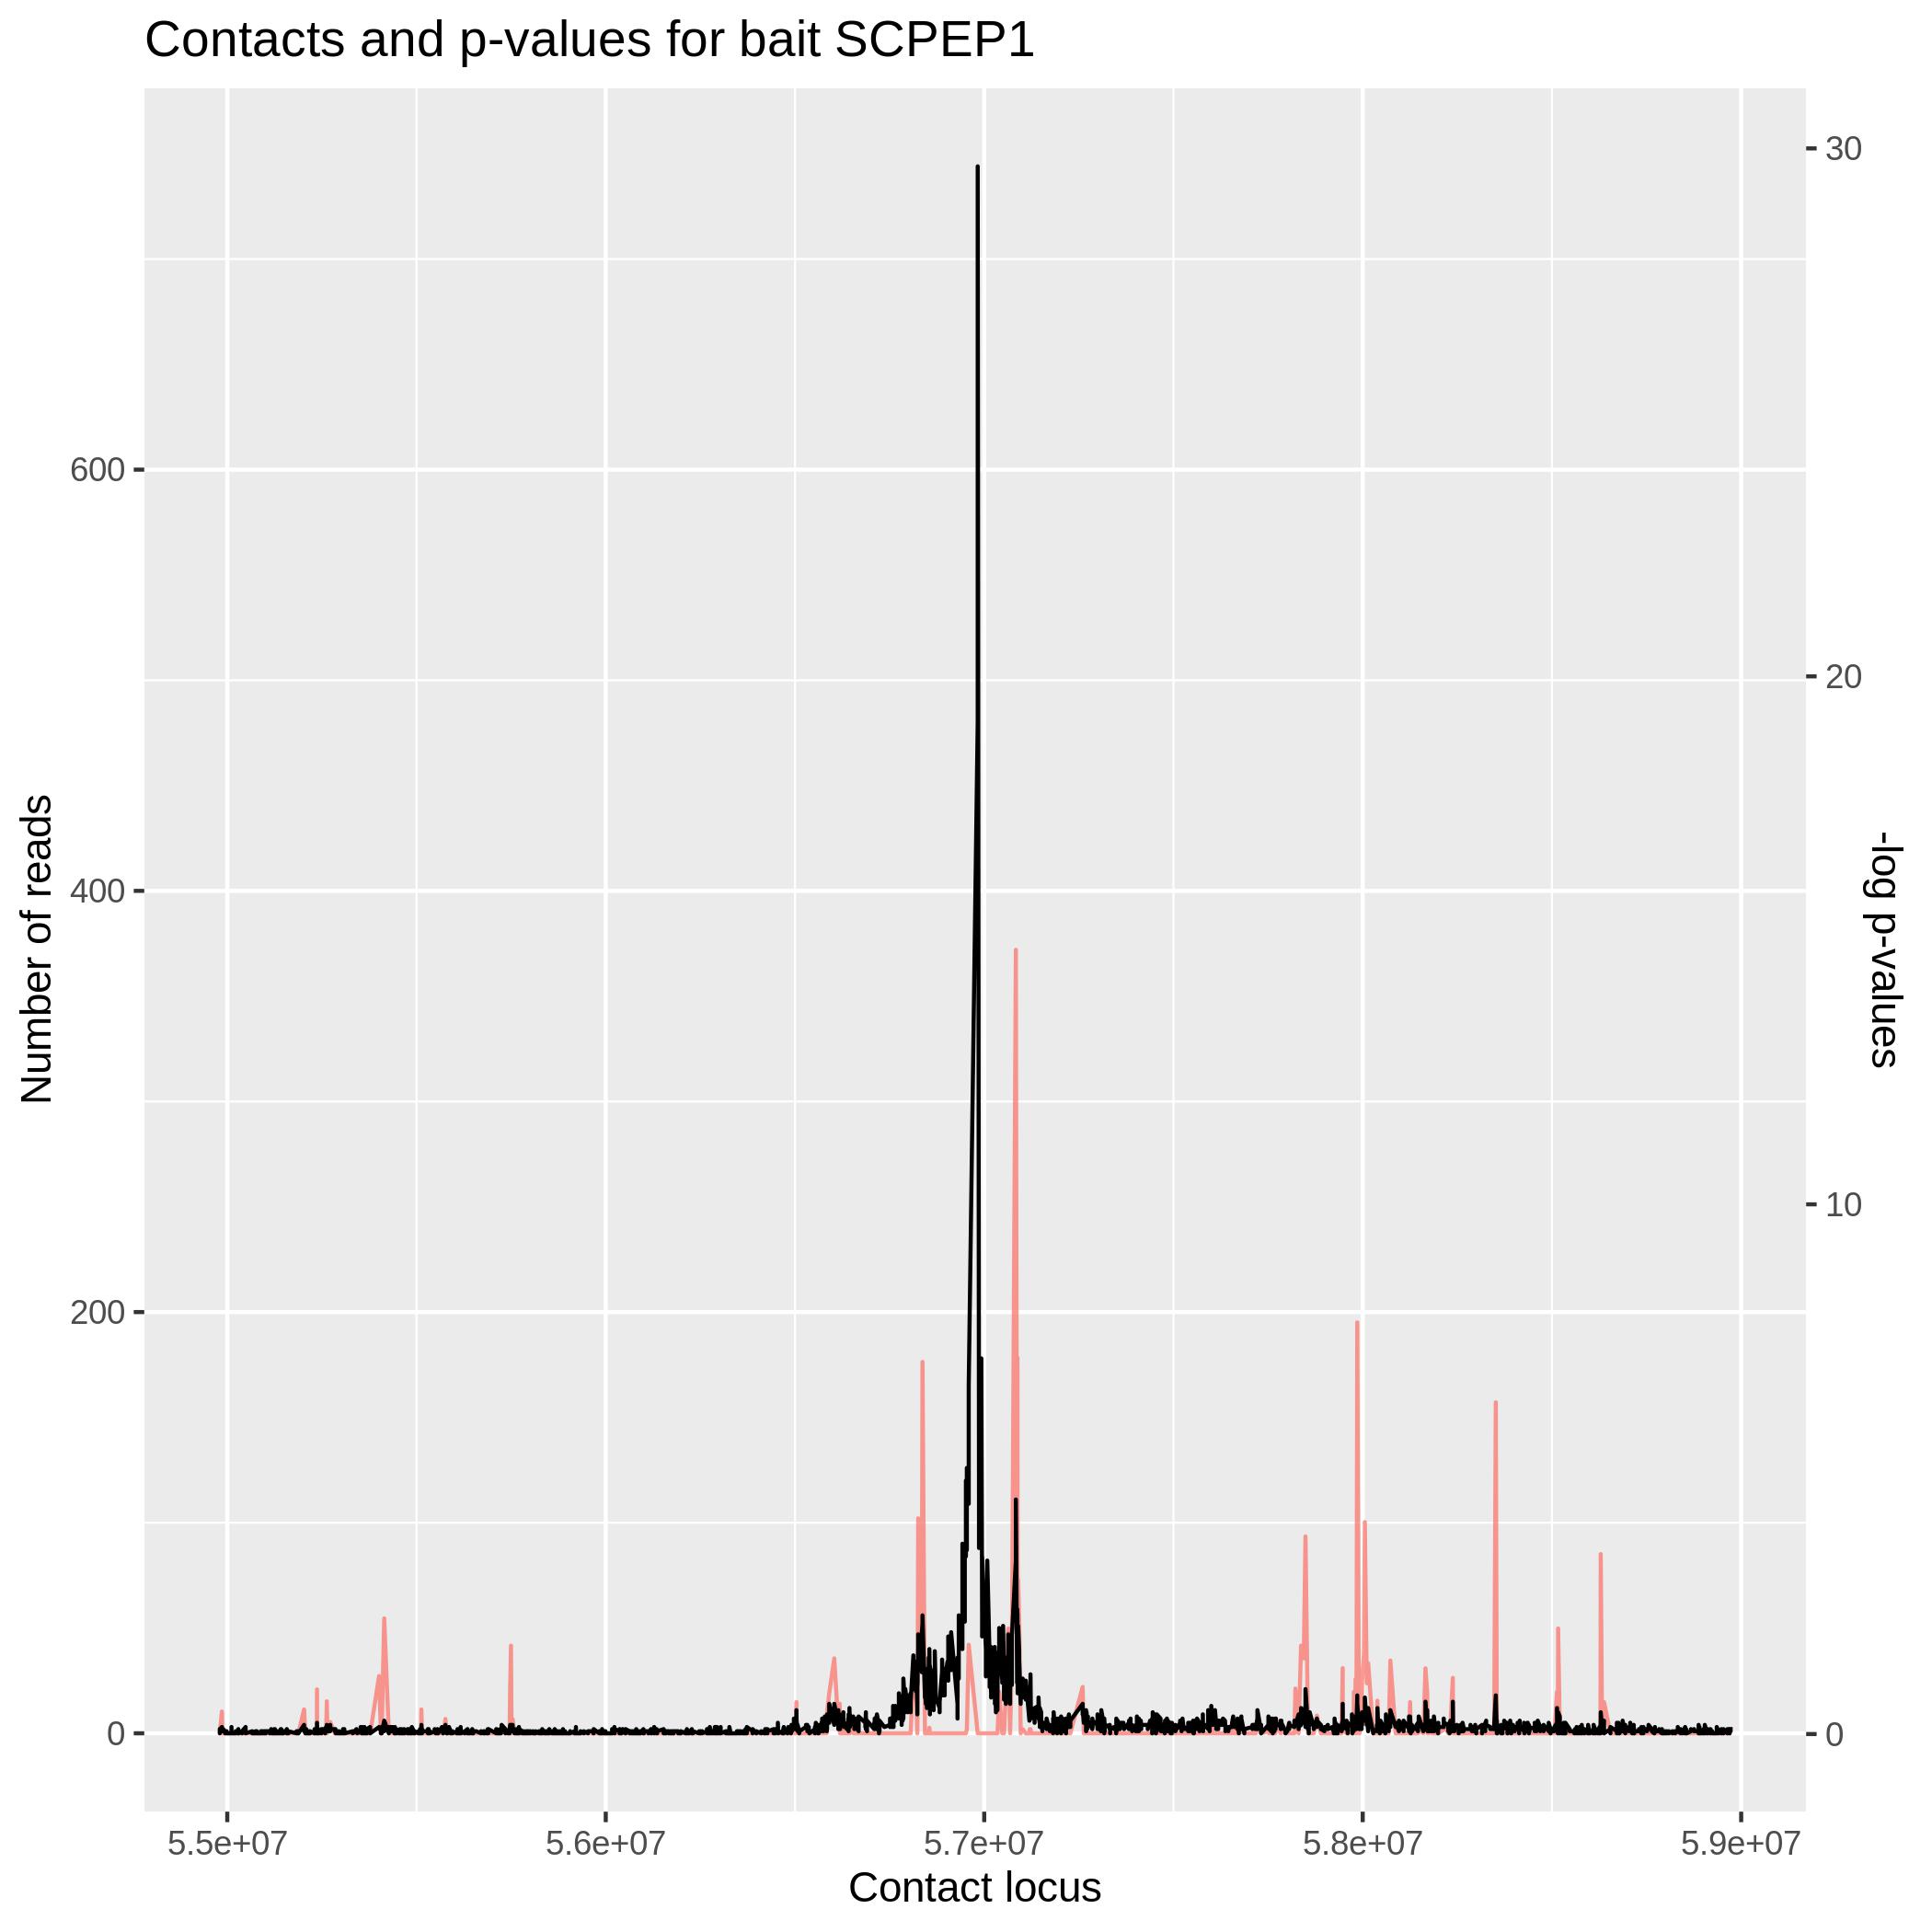 Contacts and p-values for bait SCPEP1
30
600
20
400
10
200
0
0
Number of reads
-log p-values
5.5e+07 5.6e+07 5.7e+07 5.8e+07 5.9e+07
Contact locus